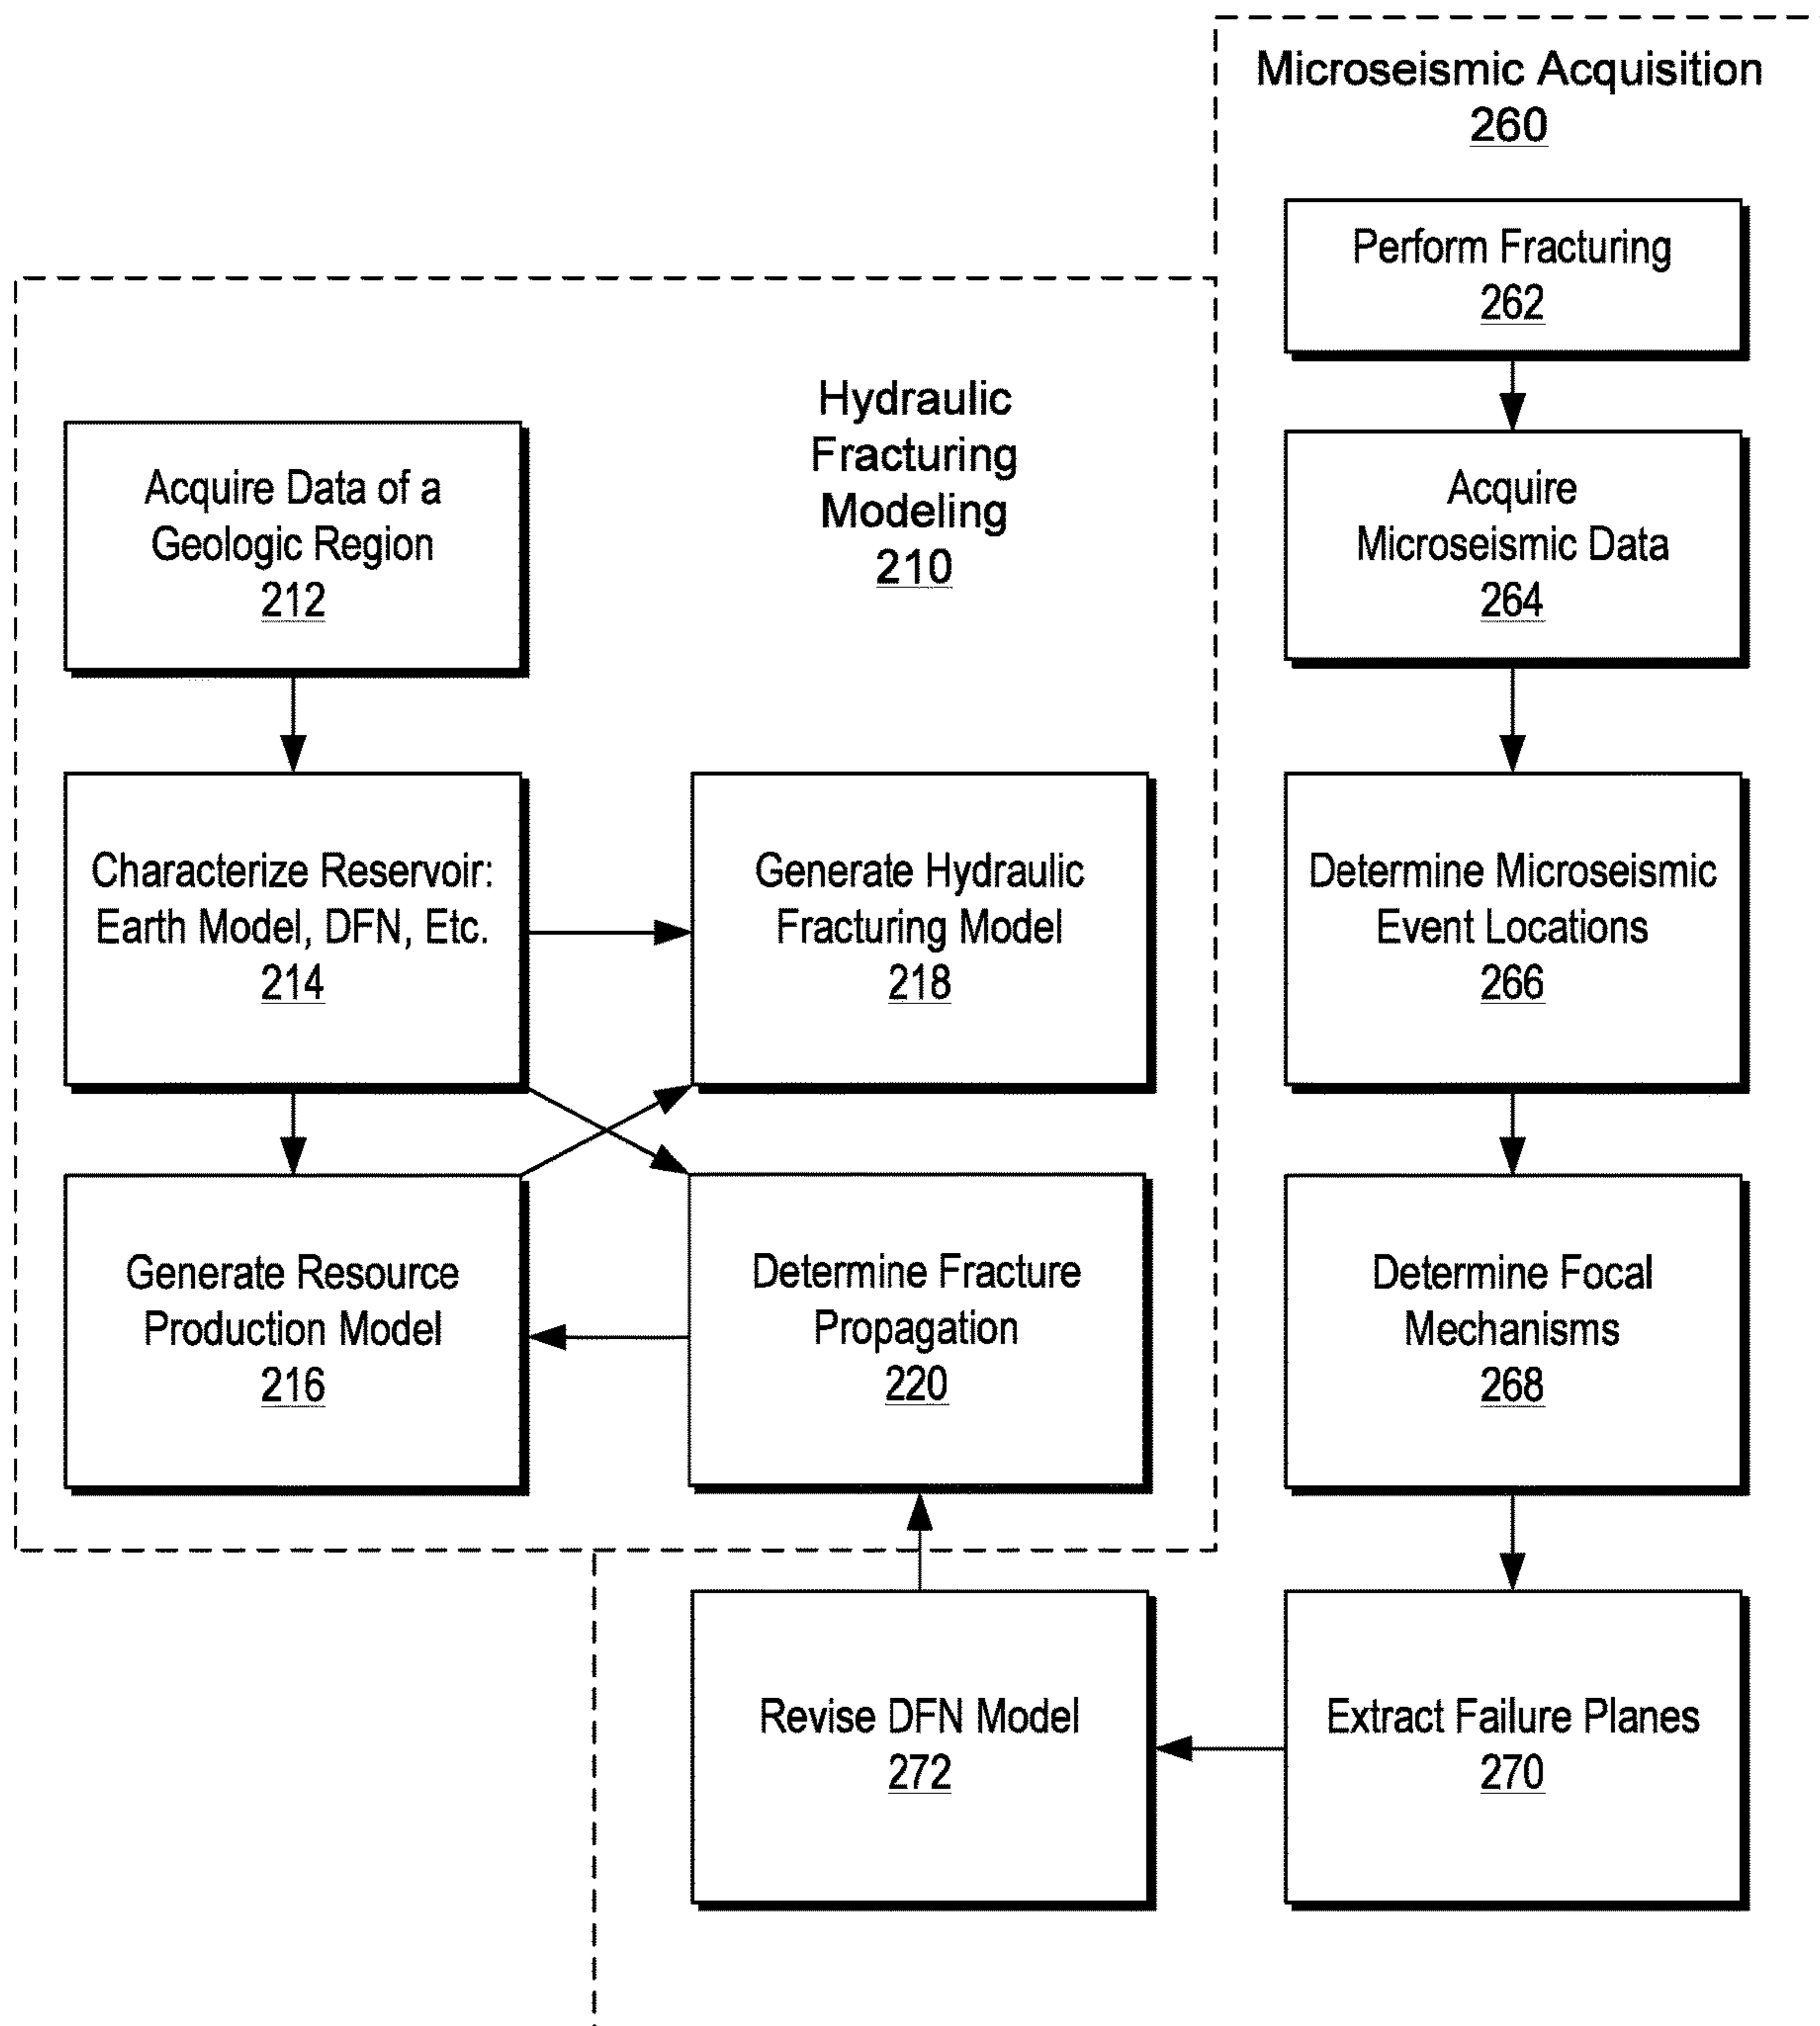 Microseismic Acquisition
260
Perform Fracturing
262
Acquire
Microseismic Data
264
Determine Microseismic
Event Locations
266
Determine Focal
Mechanisms
268
Extract Failure Planes
270
Revise DFN Model
272
Hydraulic
Fracturing
Modeling
210
Acquire Data of a
Geologic Region
212
Characterize Reservoir:
Earth Model, DFN, Etc.
214
Generate Hydraulic
Fracturing Model
218
Generate Resource
Production Model
216
Determine Fracture
Propagation
220